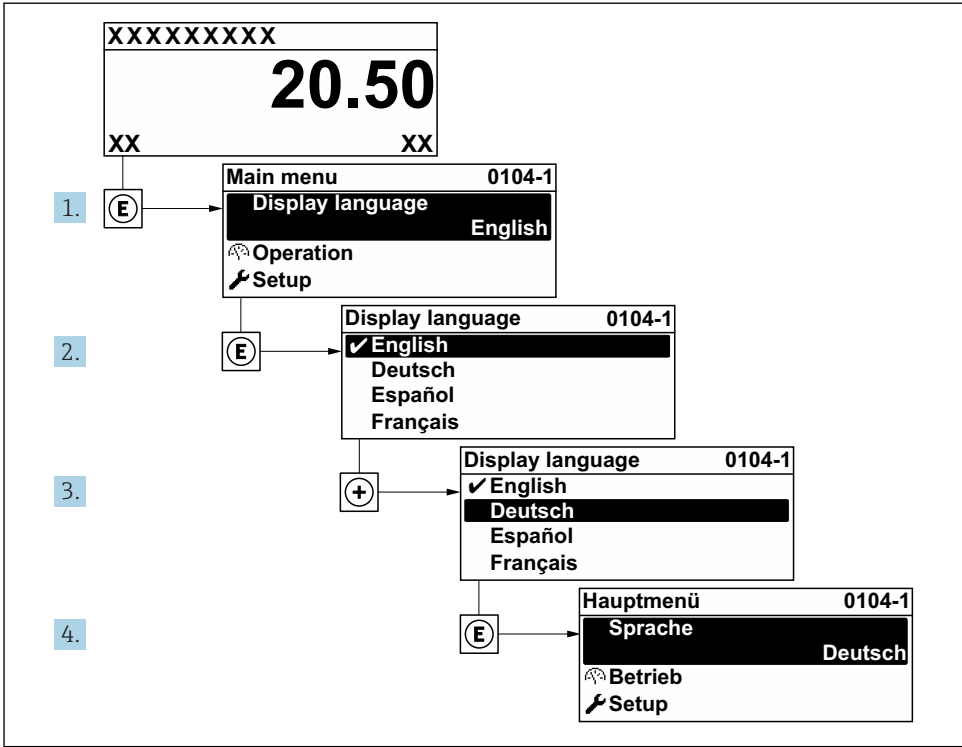 XXXXXXXXX
20.50
XX XX
1. E
Main menu 0104-1
Display language
English
Operation
Setup
2. E
Display language 0104-1
✔English
Deutsch
Español
Français
3. +
Display language 0104-1
✔English
Deutsch
Español
Français
4. E
Hauptmenü 0104-1
Sprache
Deutsch
Betrieb
Setup